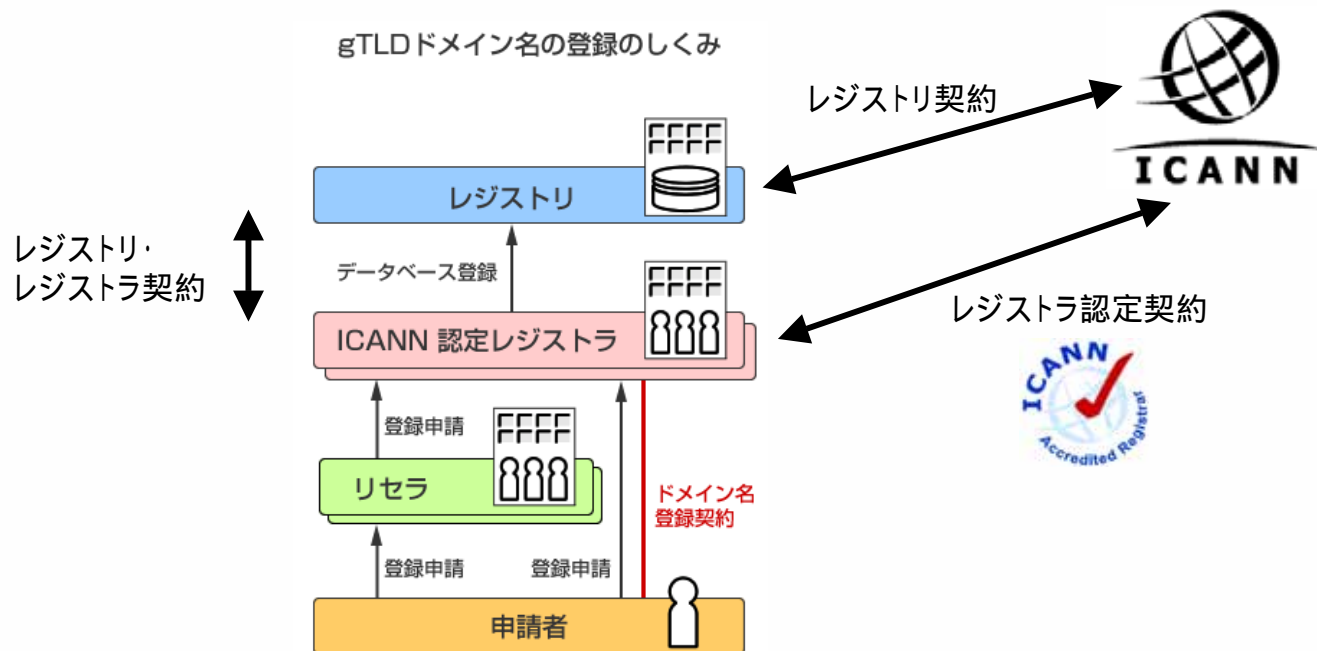 gTLDドメイン名の登録のしくみ
レジストリ契約
ICANN
レジストリ
レジストリ・
レジストラ契約
データベース登録
ICANN 認定レジストラ
レジストラ認定契約
ICANN
Accredited Registrar
登録申請
リセラ
ドメイン名
登録契約
登録申請
登録申請
申請者